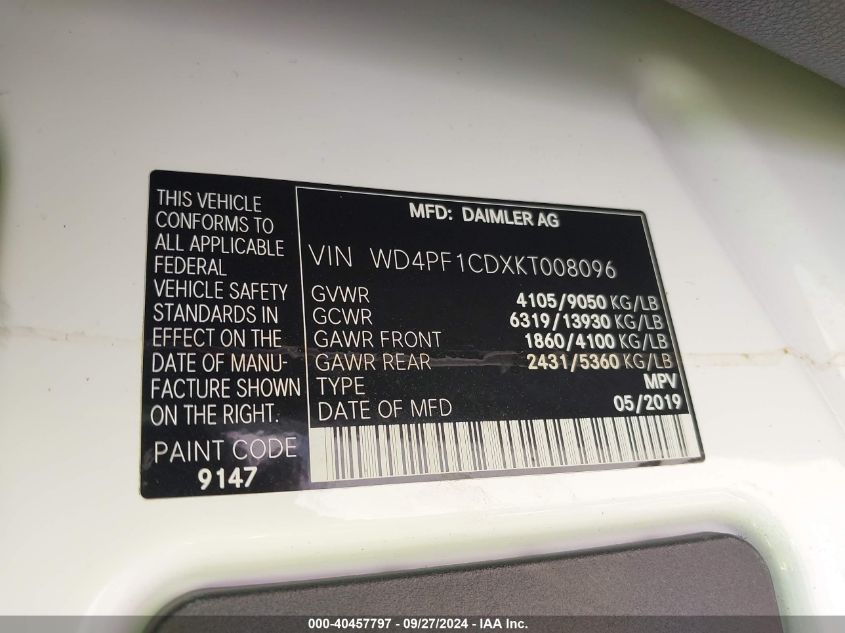 THIS VEHICLE
CONFORMS TO
ALL APPLICABLE
FEDERAL
VEHICLE SAFETY
STANDARDS IN
EFFECT ON THE
DATE OF MANU-
FACTURE SHOWN
ON THE RIGHT.
PAINT CODE
9147
MFD: DAIMLER AG
VIN WD4PF1CDXKT008096
GVWR 4105/9050 KG/LB
GCWR 6319/13930 KG/LB
GAWR FRONT 1860/4100 KG/LB
GAWR REAR 2431/5360 KG/LB
TYPE MPV
DATE OF MFD 05/2019
000-40457797 - 09/27/2024 - IAAI, Inc.